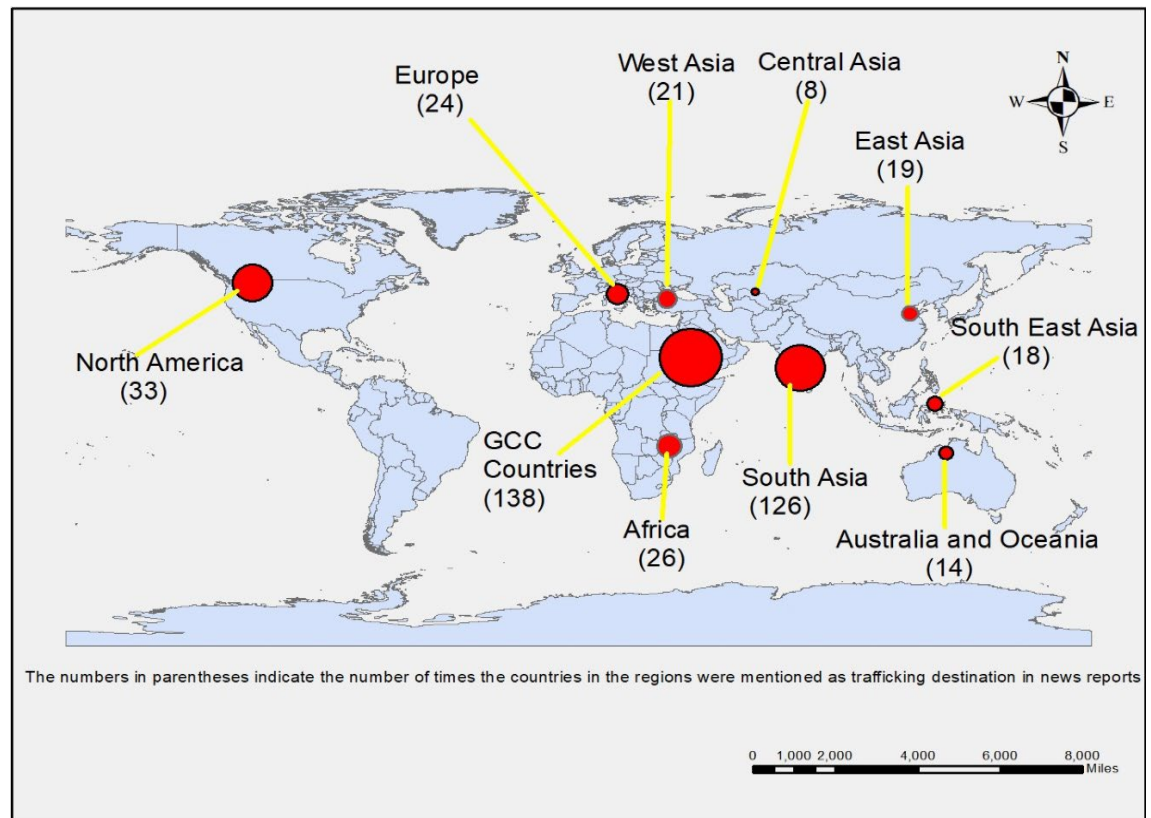 Europe
(24)
West Asia
(21)
Central Asia
(8)
N
W
E
S
East Asia
(19)
North America
(33)
South East Asia
(18)
GCC
Countries
(138)
South Asia
(126)
Africa
(26)
Australia and Oceania
(14)
The numbers in parentheses indicate the number of times the countries in the regions were mentioned as trafficking destination in news reports
0 1,000 2,000 4,000 6,000 8,000
Miles